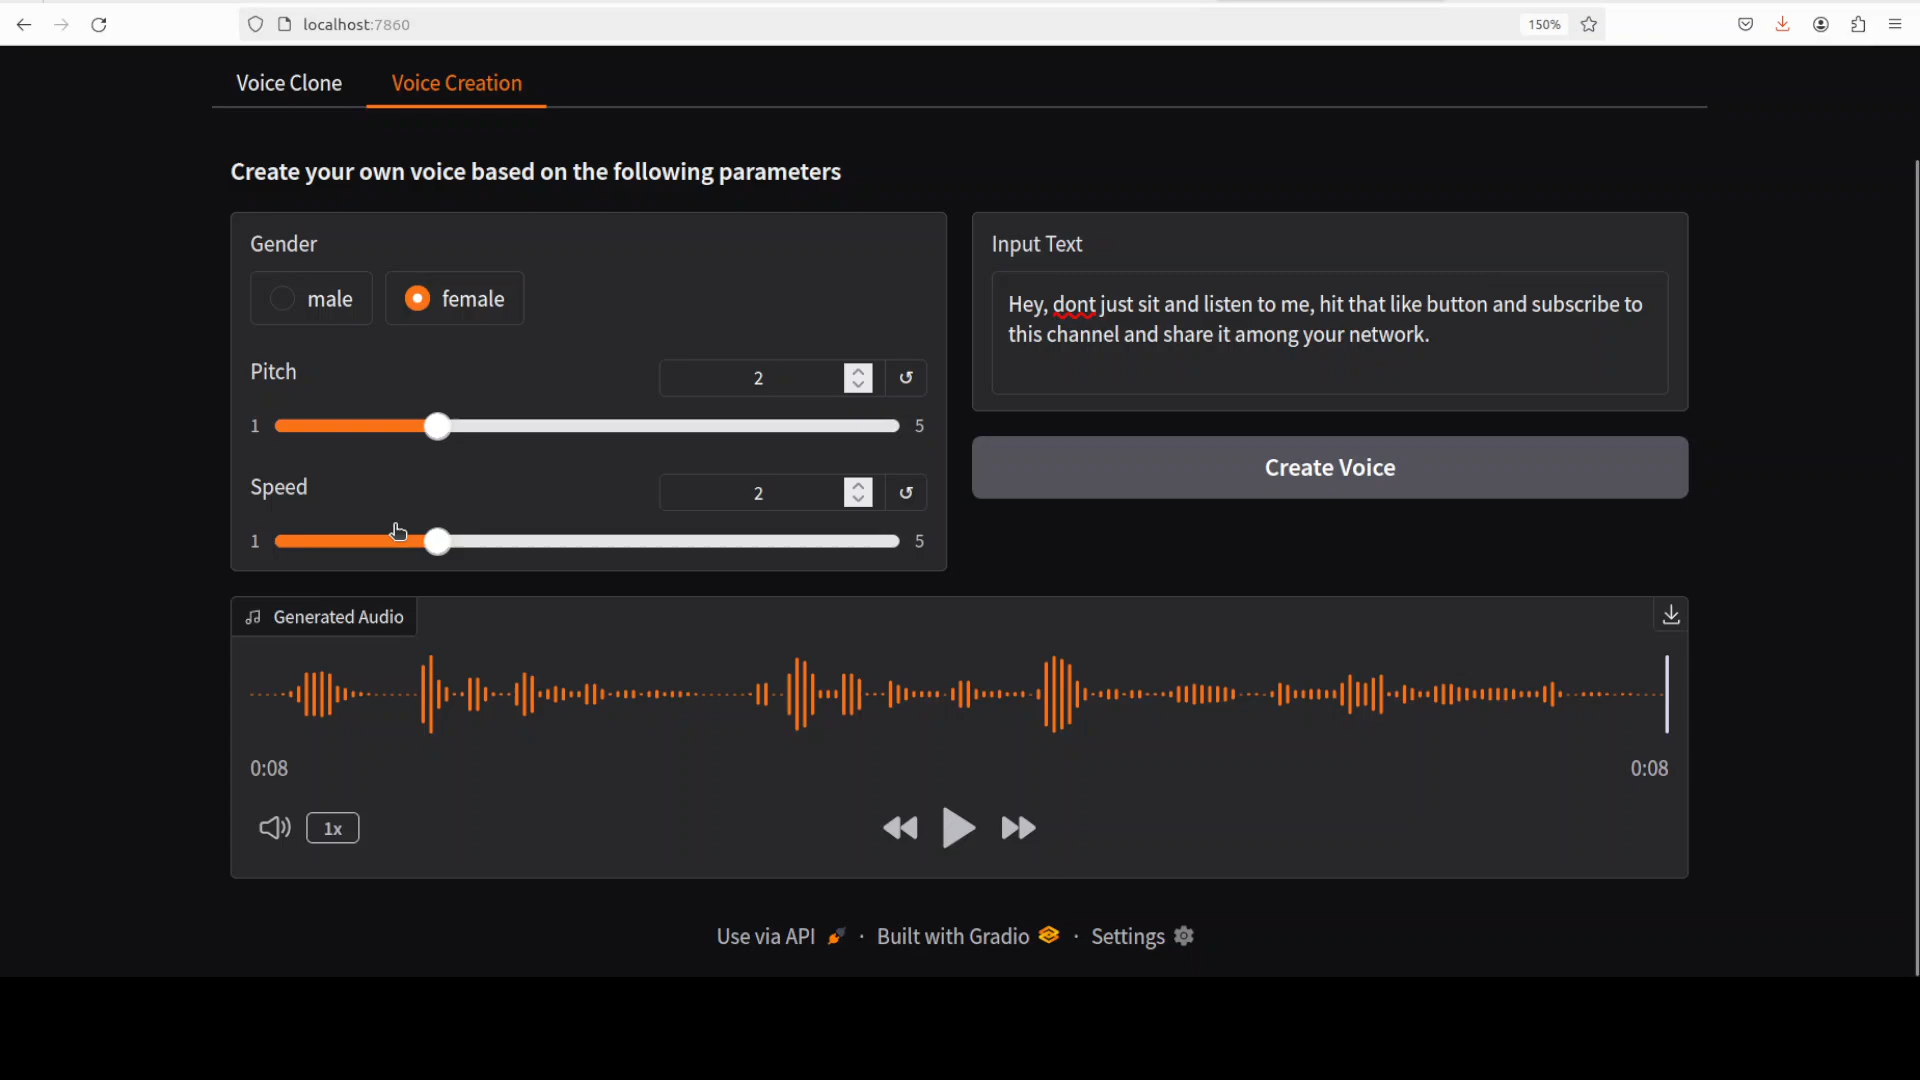 localhost:7860
150%
Voice Clone
Voice Creation
Create your own voice based on the following parameters
Gender
male
female
Pitch
2
1
5
Speed
2
1
5
Input Text
Hey, dont just sit and listen to me, hit that like button and subscribe to
this channel and share it among your network.
Create Voice
Generated Audio
0:08
0:08
1x
Use via API · Built with Gradio · Settings